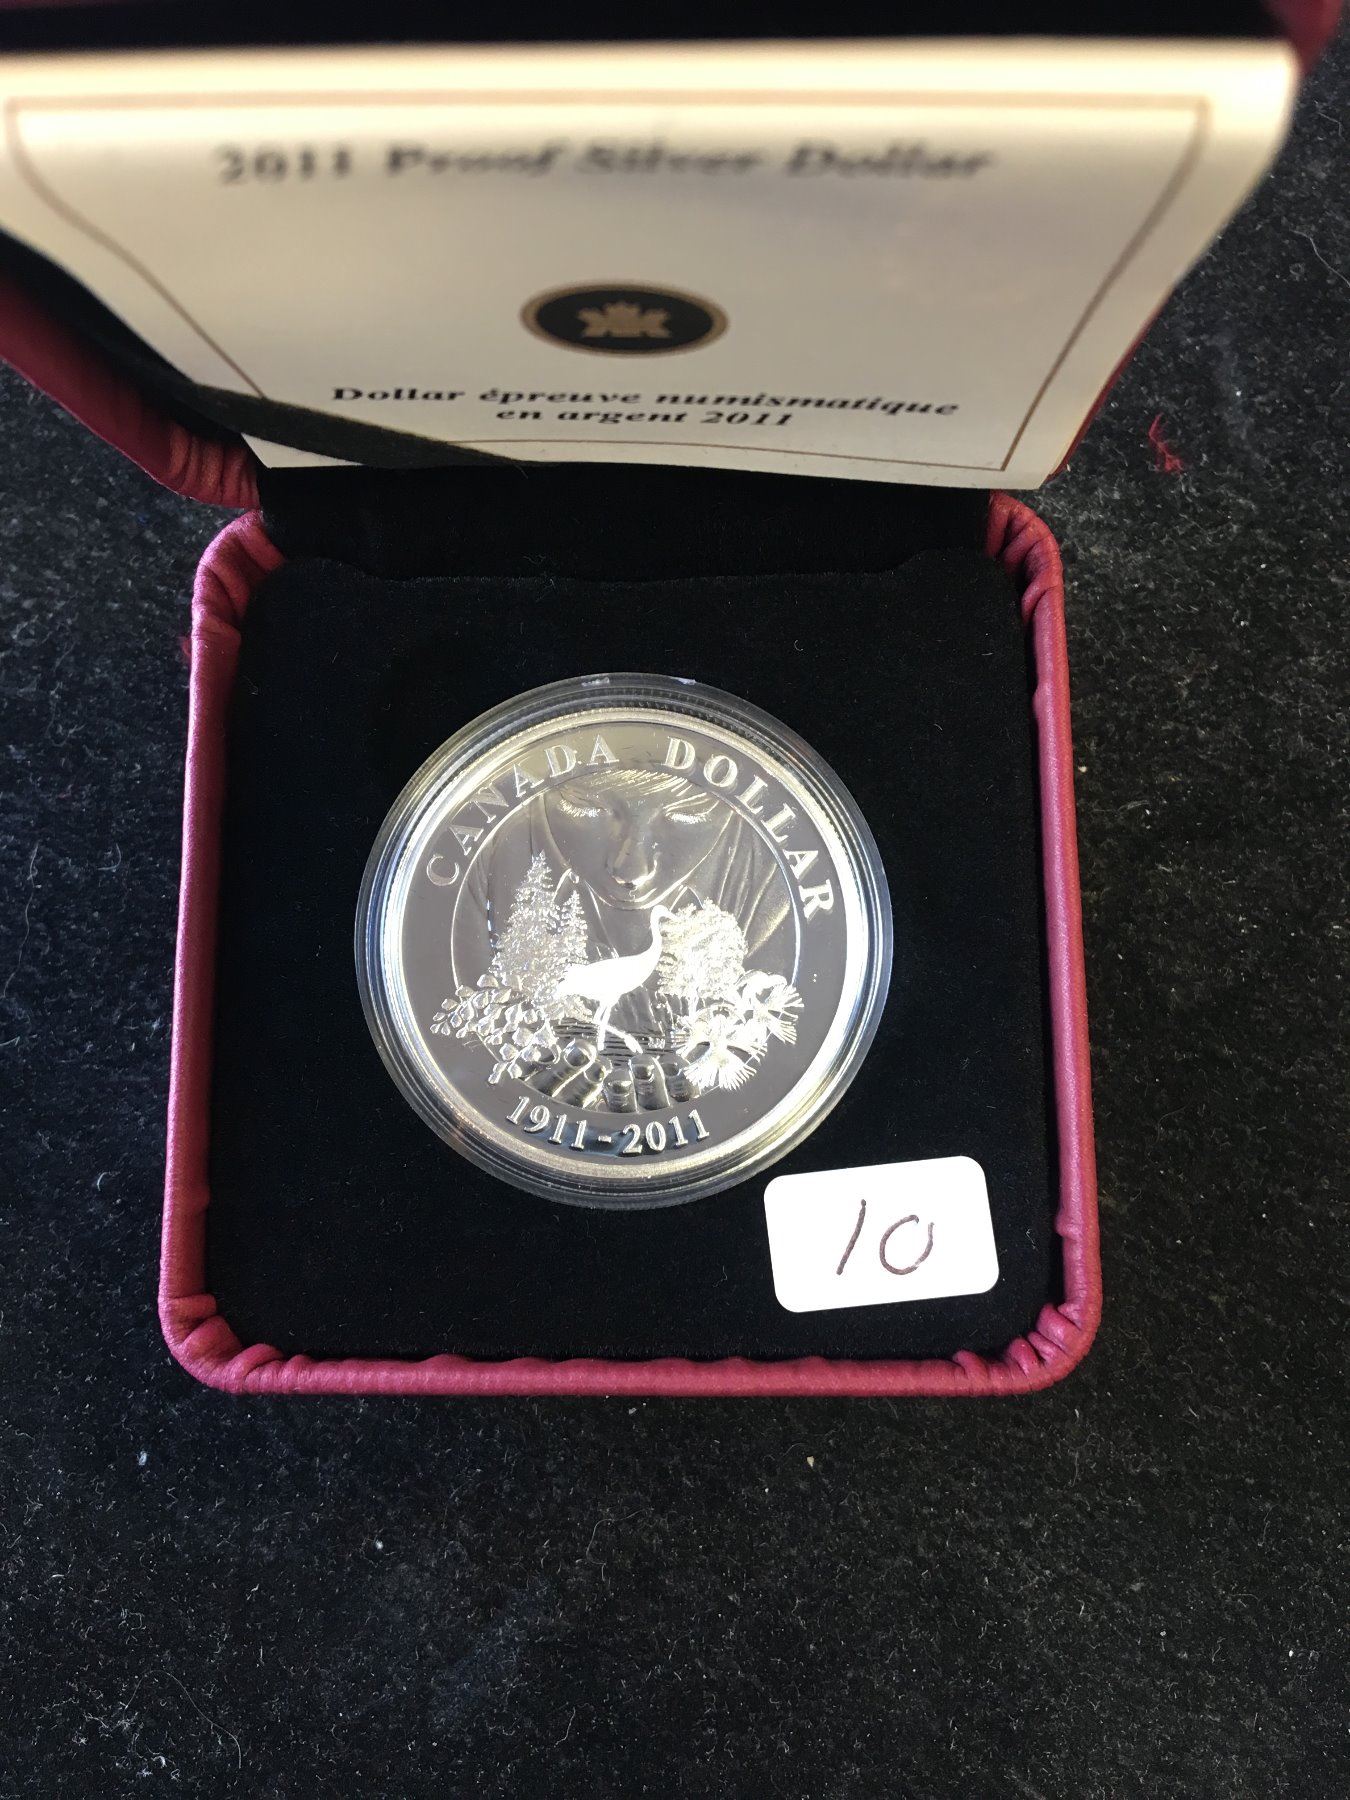 2011 Proof Silver Dollar
Dollar épreuve numismatique
en argent 2011
CANADA DOLLAR
1911-2011
10